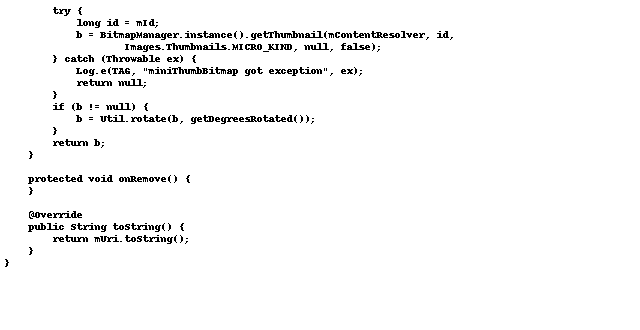 try {
            long id = mId;
            b = BitmapManager.instance().getThumbnail(mContentResolver, id,
                    Images.Thumbnails.MICRO_KIND, null, false);
        } catch (Throwable ex) {
            Log.e(TAG, "miniThumbBitmap got exception", ex);
            return null;
        }
        if (b != null) {
            b = Util.rotate(b, getDegreesRotated());
        }
        return b;
    }

    protected void onRemove() {
    }

    @Override
    public String toString() {
        return mUri.toString();
    }
}